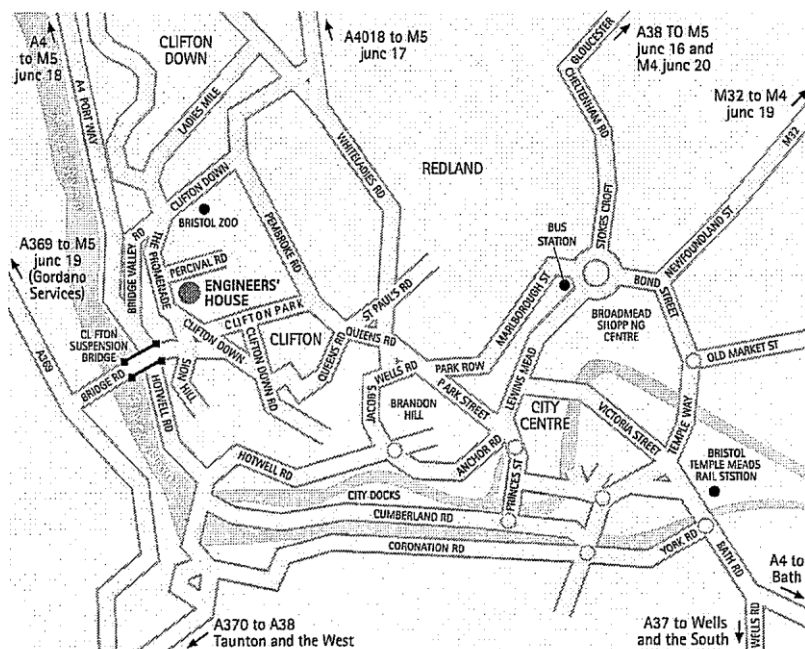 A4
to M5
junc 18
CLIFTON
DOWN
A4018 to M5
junc 17
GLOUCESTER
A38 TO M5
junc 16 and
M4 junc 20
M32 to M4
junc 19
A4 PORT WAY
LADIES MILE
WHITELADIES RD
REDLAND
CHELTENHAM RD
M32
CLIFTON DOWN
BRISTOL ZOO
PEMBROKE RD
STOKES CROFT
NEWFOUNDLAND ST
BUS
STATION
A369 to M5
junc 19
(Gordano
Services)
BRIDGE VALLEY RD
THE PROMENADE
PERCIVAL RD
ENGINEERS'
HOUSE
ST PAUL'S RD
MARLBOROUGH ST
BOND STREET
BROADMEAD
SHOPPING
CENTRE
CLIFTON PARK
CLIFTON
SUSPENSION
BRIDGE
CLIFTON DOWN
CLIFTON
QUEENS RD
QUEENS RD
OLD MARKET ST
A369
BRIDGE RD
SION
HILL
CLIFTON DOWN RD
WELLS RD
PARK ROW
LEWINS MEAD
HOTWELL RD
JACOB'S
BRANDON
HILL
PARK STREET
CITY
CENTRE
VICTORIA STREET
TEMPLE WAY
HOTWELL RD
ANCHOR RD
BRISTOL
TEMPLE MEADS
RAIL STATION
CITY DOCKS
FRANCES ST
CUMBERLAND RD
CORONATION RD
YORK RD
BATH RD
A4 to
Bath
A370 to A38
Taunton and the West
A37 to Wells
and the South
WELLS RD